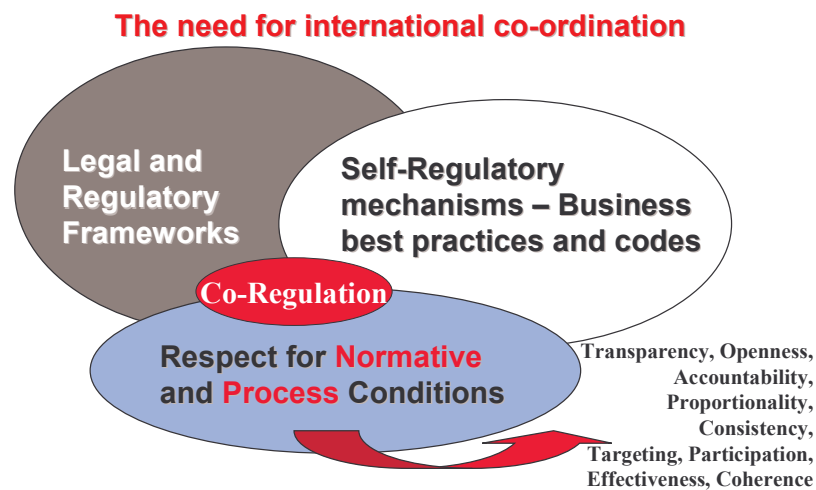 The need for international co-ordination
Legal and
Regulatory
Frameworks
Self-Regulatory
mechanisms – Business
best practices and codes
Co-Regulation
Respect for Normative
and Process Conditions
Transparency, Openness,
Accountability,
Proportionality,
Consistency,
Targeting, Participation,
Effectiveness, Coherence